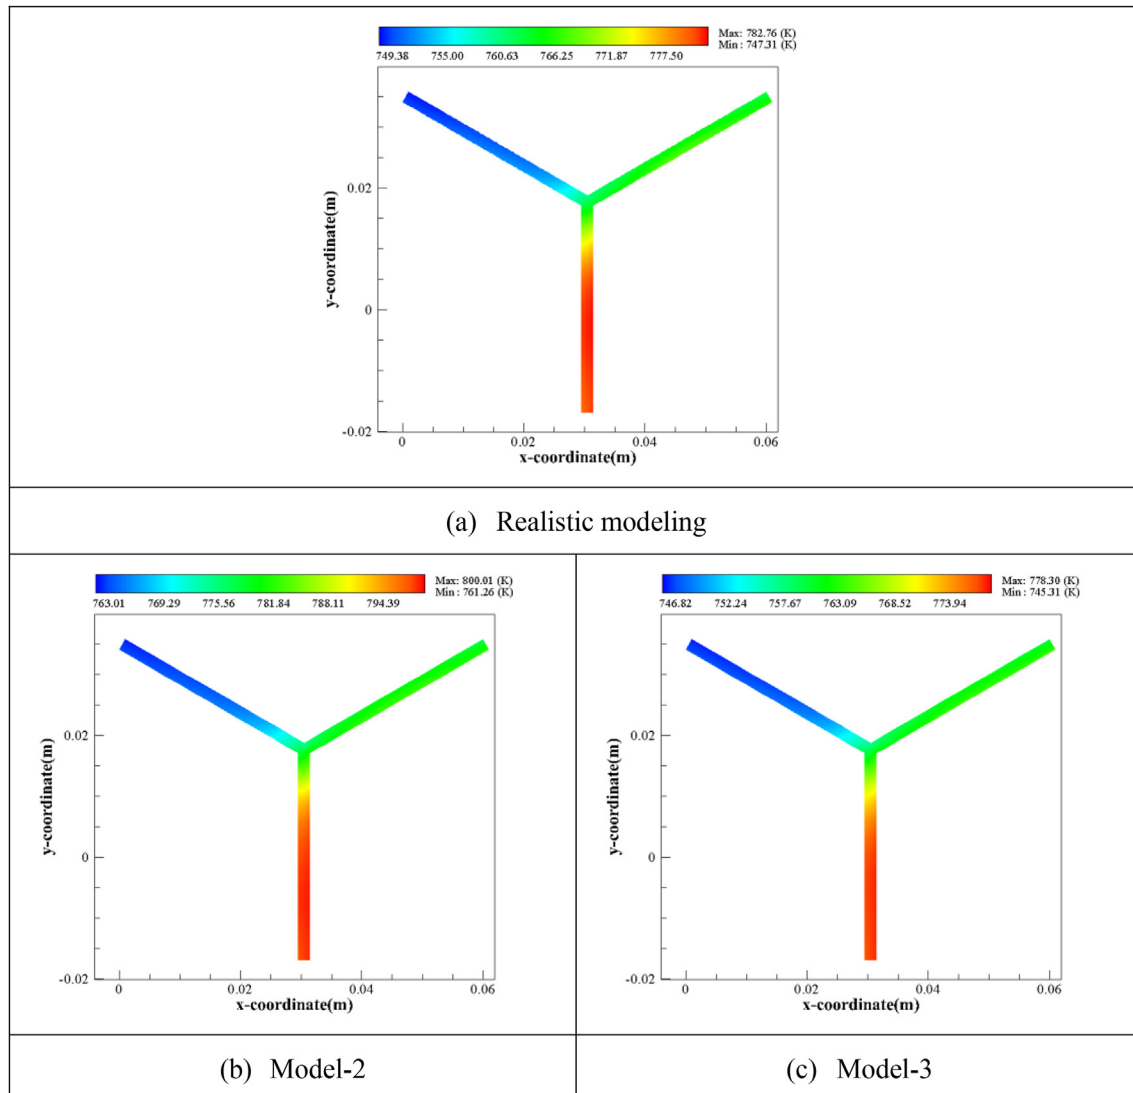 Max: 782.76 (K)
Min : 747.31 (K)
749.38 755.00 760.63 766.25 771.87 777.50
y-coordinate(m)
0.02
0
-0.02
0 0.02 0.04 0.06
x-coordinate(m)
(a) Realistic modeling
Max: 800.01 (K)
Min : 761.26 (K)
763.01 769.29 775.56 781.84 788.11 794.39
y-coordinate(m)
0.02
0
-0.02
0 0.02 0.04 0.06
x-coordinate(m)
(b) Model-2
Max: 778.30 (K)
Min : 745.31 (K)
746.82 752.24 757.67 763.09 768.52 773.94
y-coordinate(m)
0.02
0
-0.02
0 0.02 0.04 0.06
x-coordinate(m)
(c) Model-3